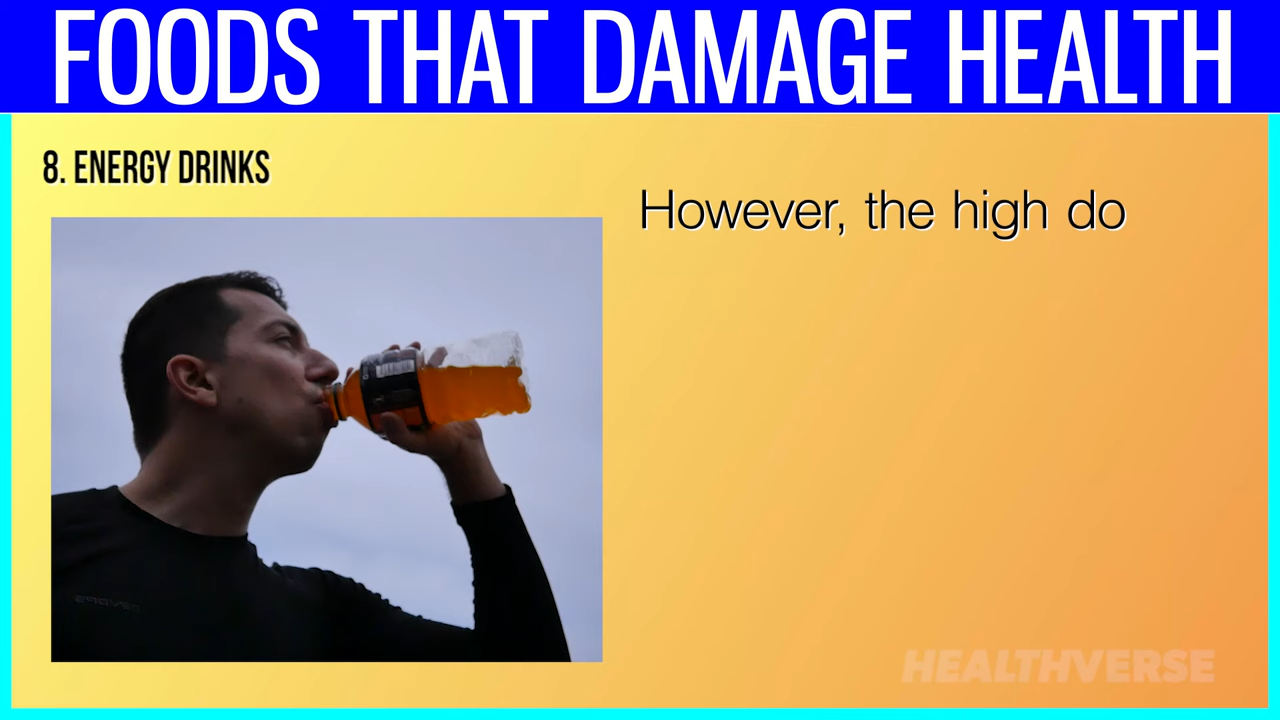 FOODS THAT DAMAGE HEALTH
8. ENERGY DRINKS
However, the high do
HEALTHVERSE